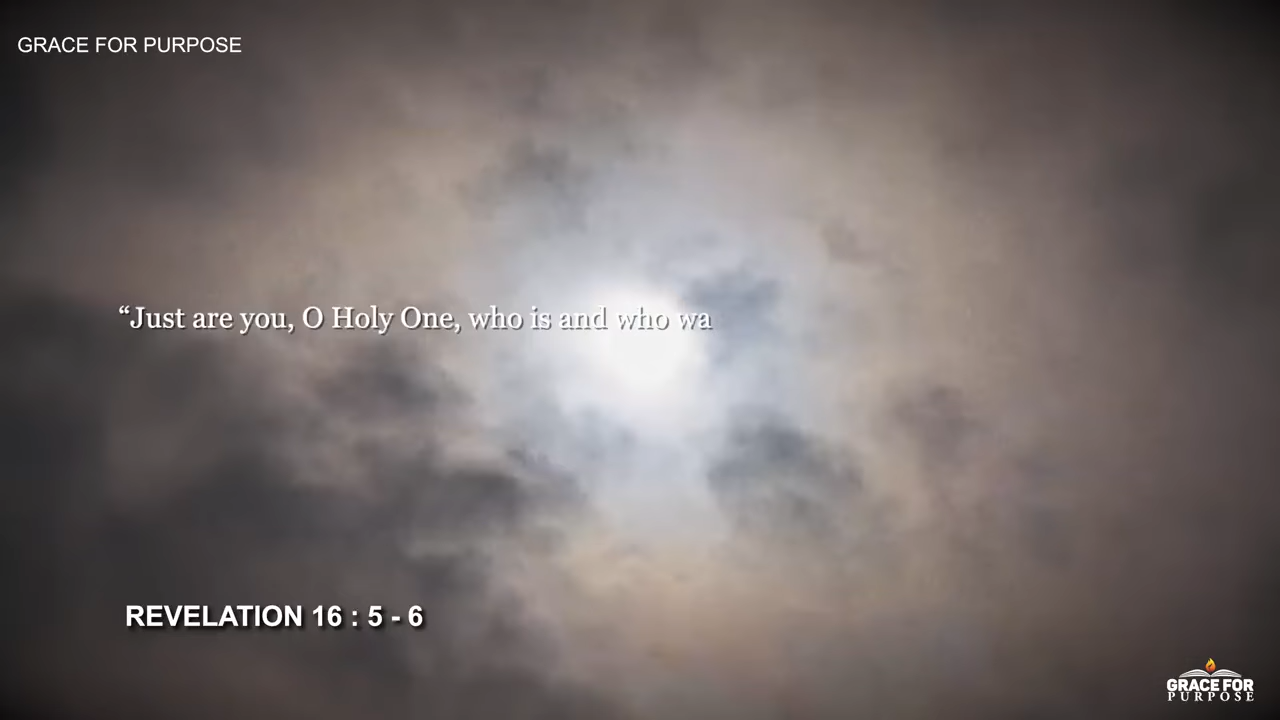 GRACE FOR PURPOSE
“Just are you, O Holy One, who is and who wa
REVELATION 16 : 5 - 6
GRACE FOR
PURPOSE